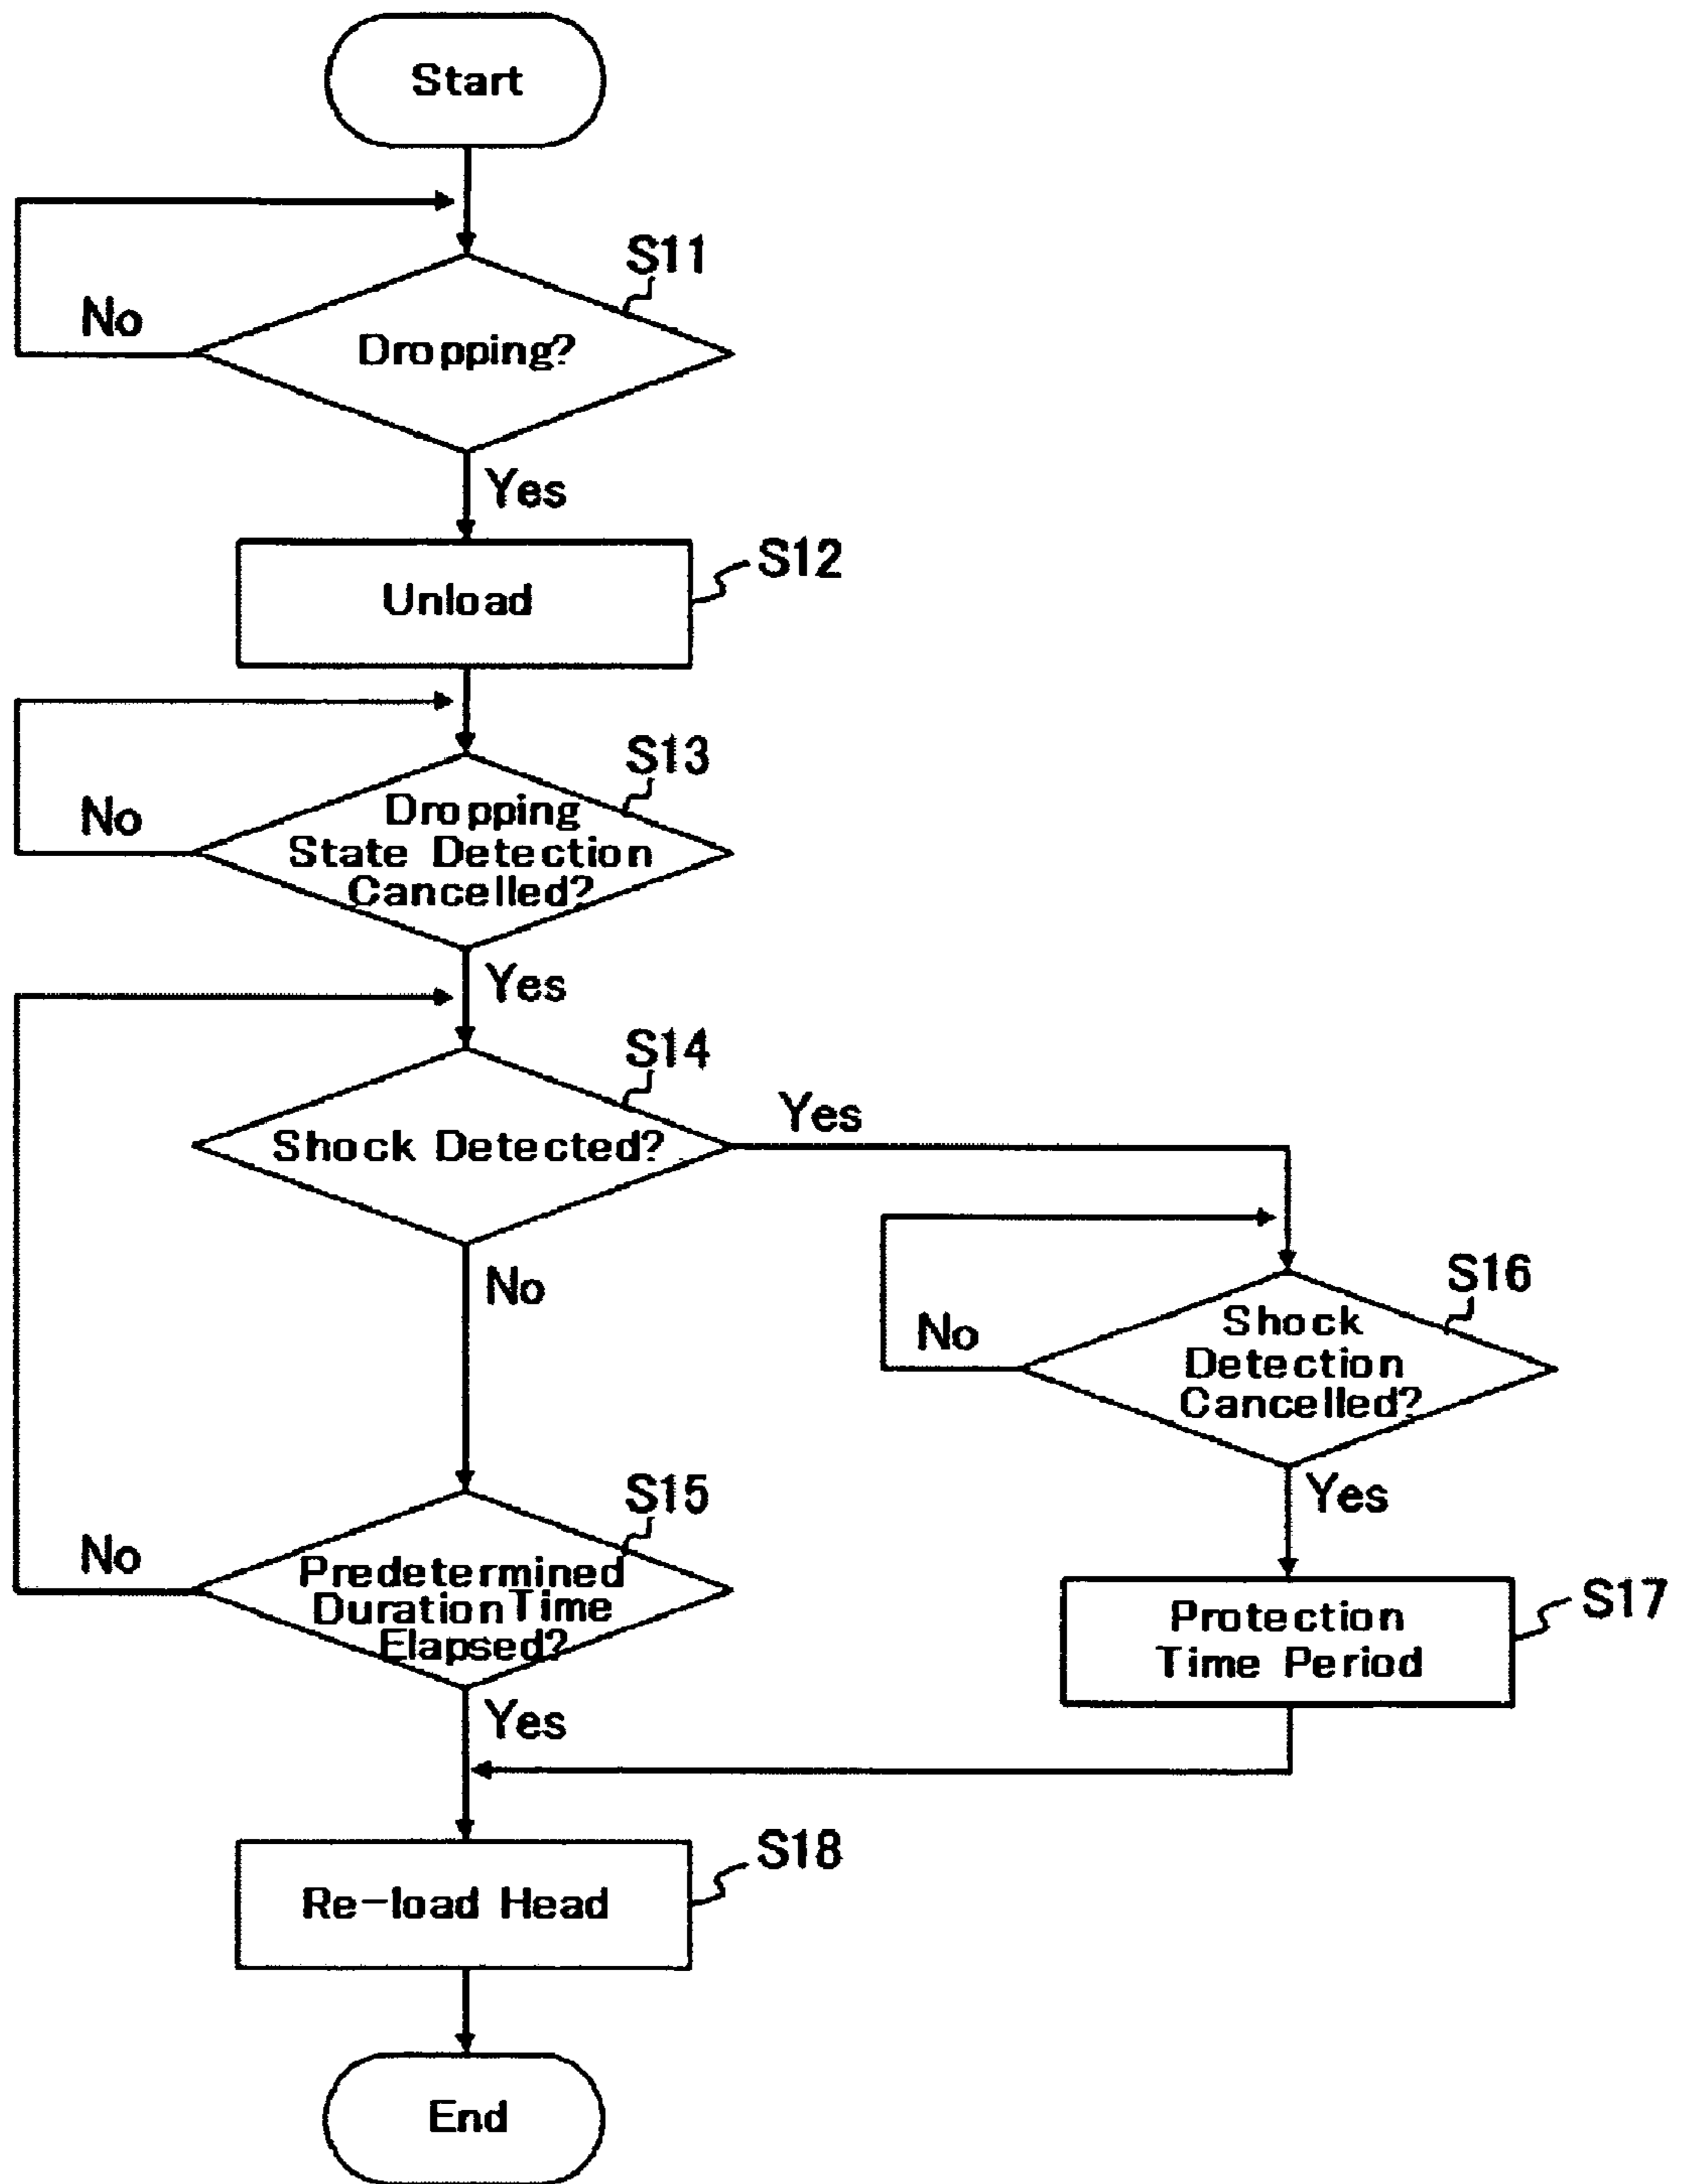 Start
S11
No
Dropping?
Yes
S12
Unload
S13
No
Dropping
State Detection
Cancelled?
Yes
S14
Yes
Shock Detected?
No
S16
No
Shock
Detection
Cancelled?
Yes
S15
No
Predetermined
Duration Time
Elapsed?
Yes
S17
Protection
Time Period
S18
Re-load Head
End